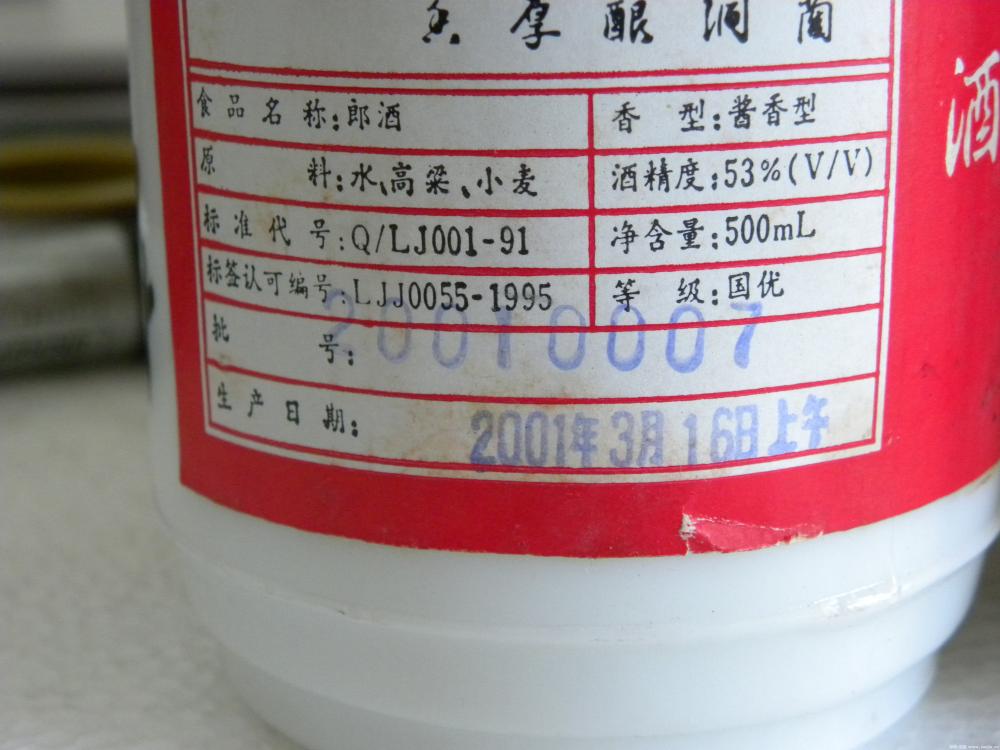 食品名称:郎酒
香型:酱香型
原料:水、高粱、小麦
酒精度:53%(V/V)
标准代号:Q/LJ001-91
净含量:500mL
标签认可编号:LJJ0055-1995
等级:国优
批号:20010007
生产日期:2001年3月16日上午
酒